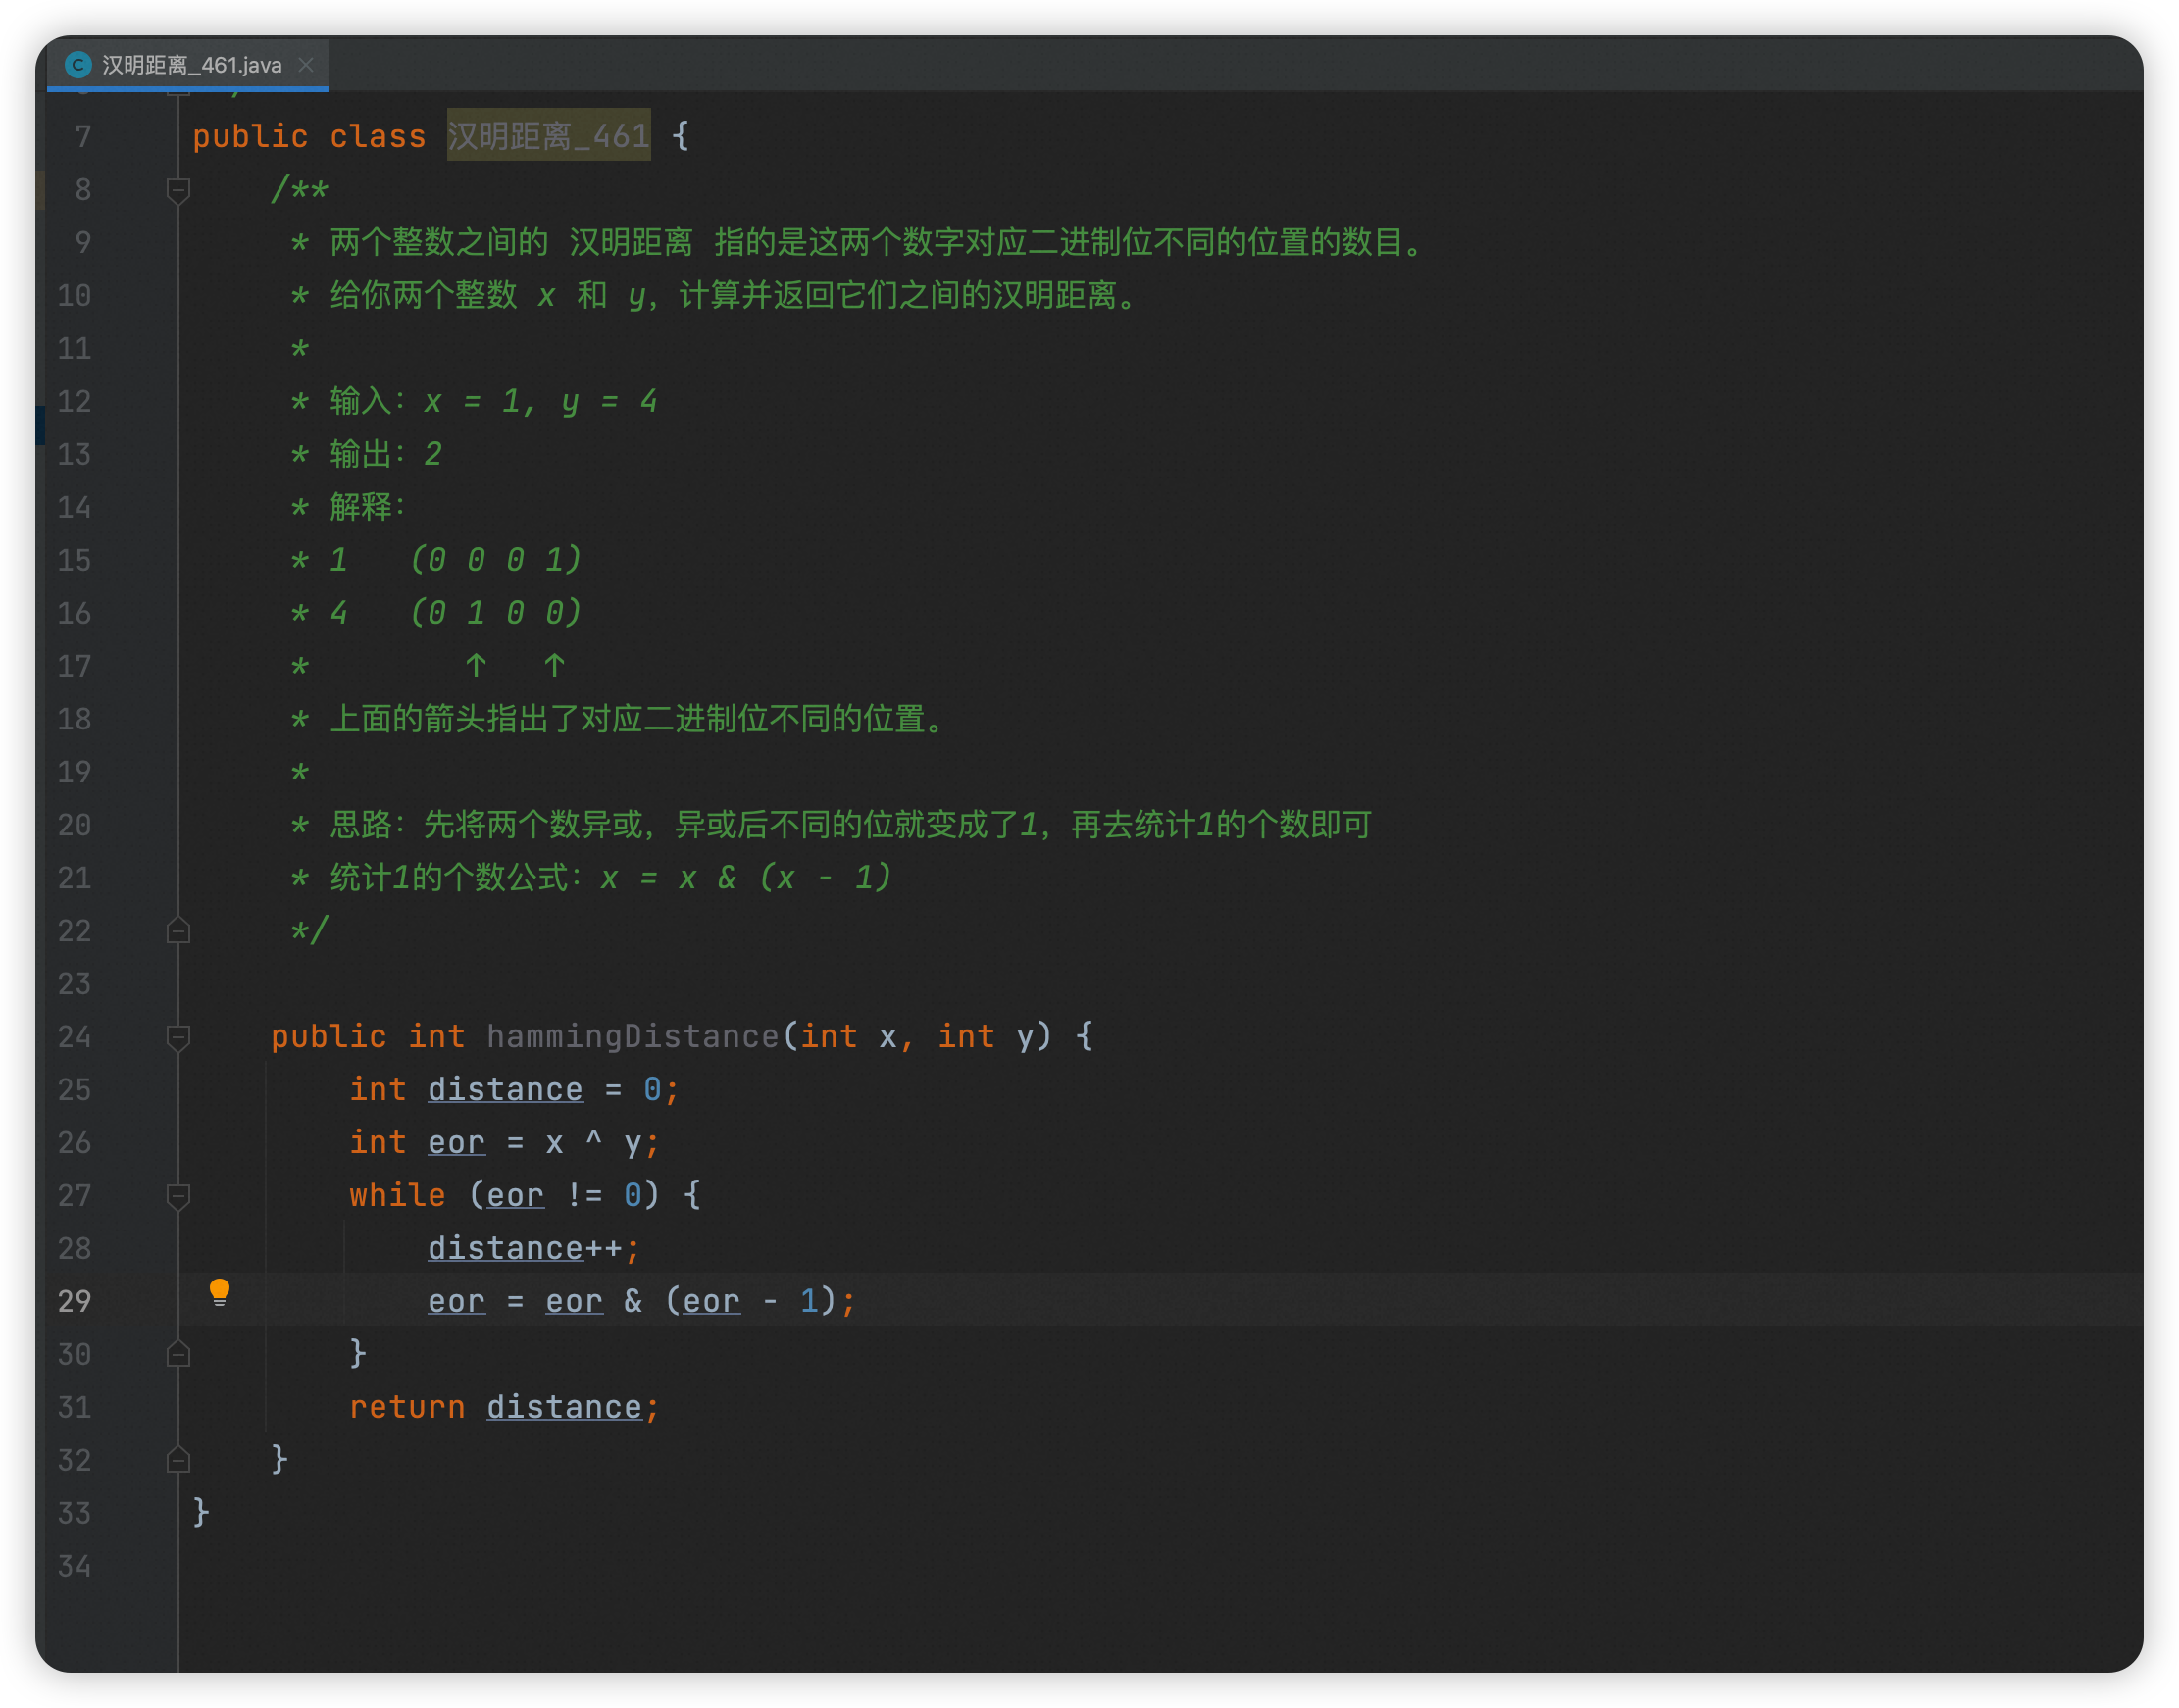 汉明距离_461.java
7 public class 汉明距离_461 {
8 /**
9 * 两个整数之间的 汉明距离 指的是这两个数字对应二进制位不同的位置的数目。
10 * 给你两个整数 x 和 y，计算并返回它们之间的汉明距离。
11 *
12 * 输入：x = 1, y = 4
13 * 输出：2
14 * 解释：
15 * 1   (0 0 0 1)
16 * 4   (0 1 0 0)
17 *        ↑   ↑
18 * 上面的箭头指出了对应二进制位不同的位置。
19 *
20 * 思路：先将两个数异或，异或后不同的位就变成了1，再去统计1的个数即可
21 * 统计1的个数公式：x = x & (x - 1)
22 */
23
24 public int hammingDistance(int x, int y) {
25 int distance = 0;
26 int eor = x ^ y;
27 while (eor != 0) {
28 distance++;
29 eor = eor & (eor - 1);
30 }
31 return distance;
32 }
33 }
34